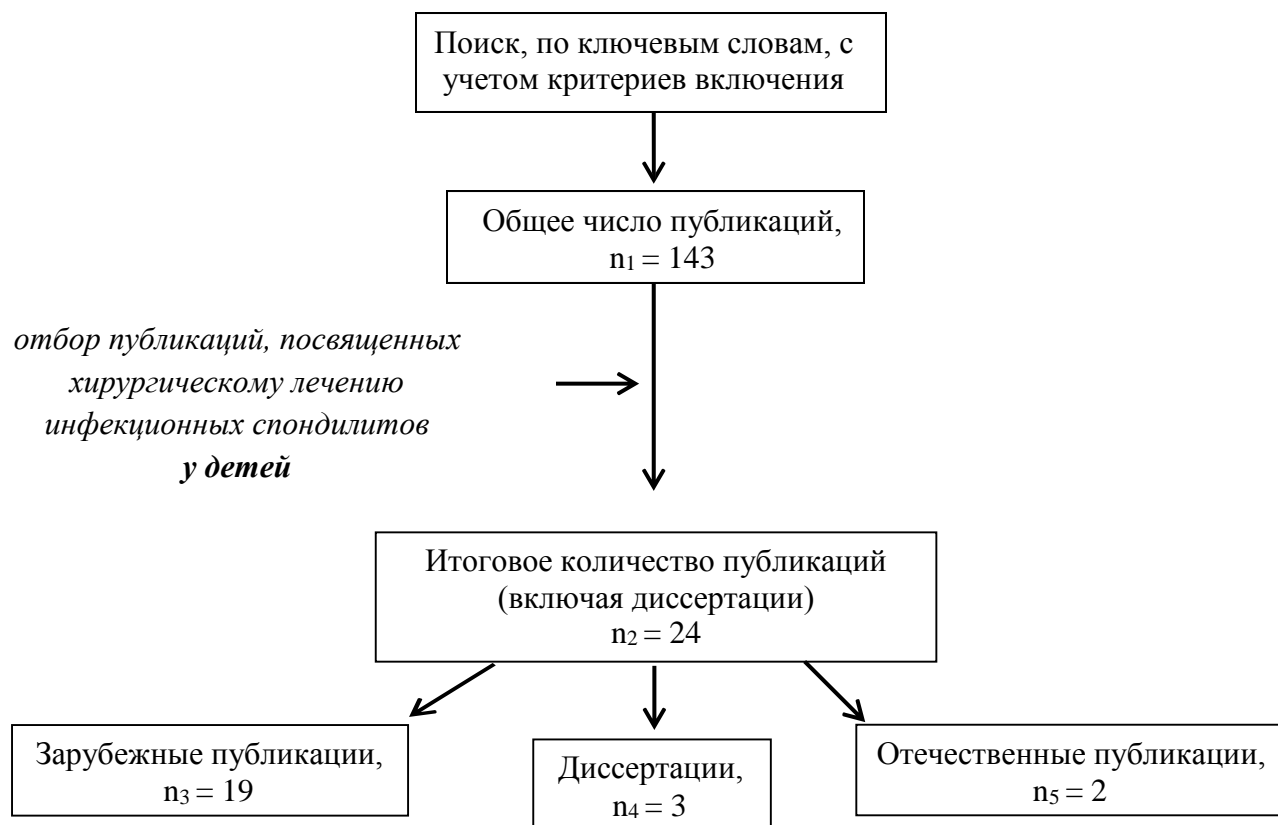 Поиск, по ключевым словам, с
учетом критериев включения
Общее число публикаций,
n₁ = 143
отбор публикаций, посвященных
хирургическому лечению
инфекционных спондилитов
у детей
Итоговое количество публикаций
(включая диссертации)
n₂ = 24
Зарубежные публикации,
n₃ = 19
Диссертации,
n₄ = 3
Отечественные публикации,
n₅ = 2